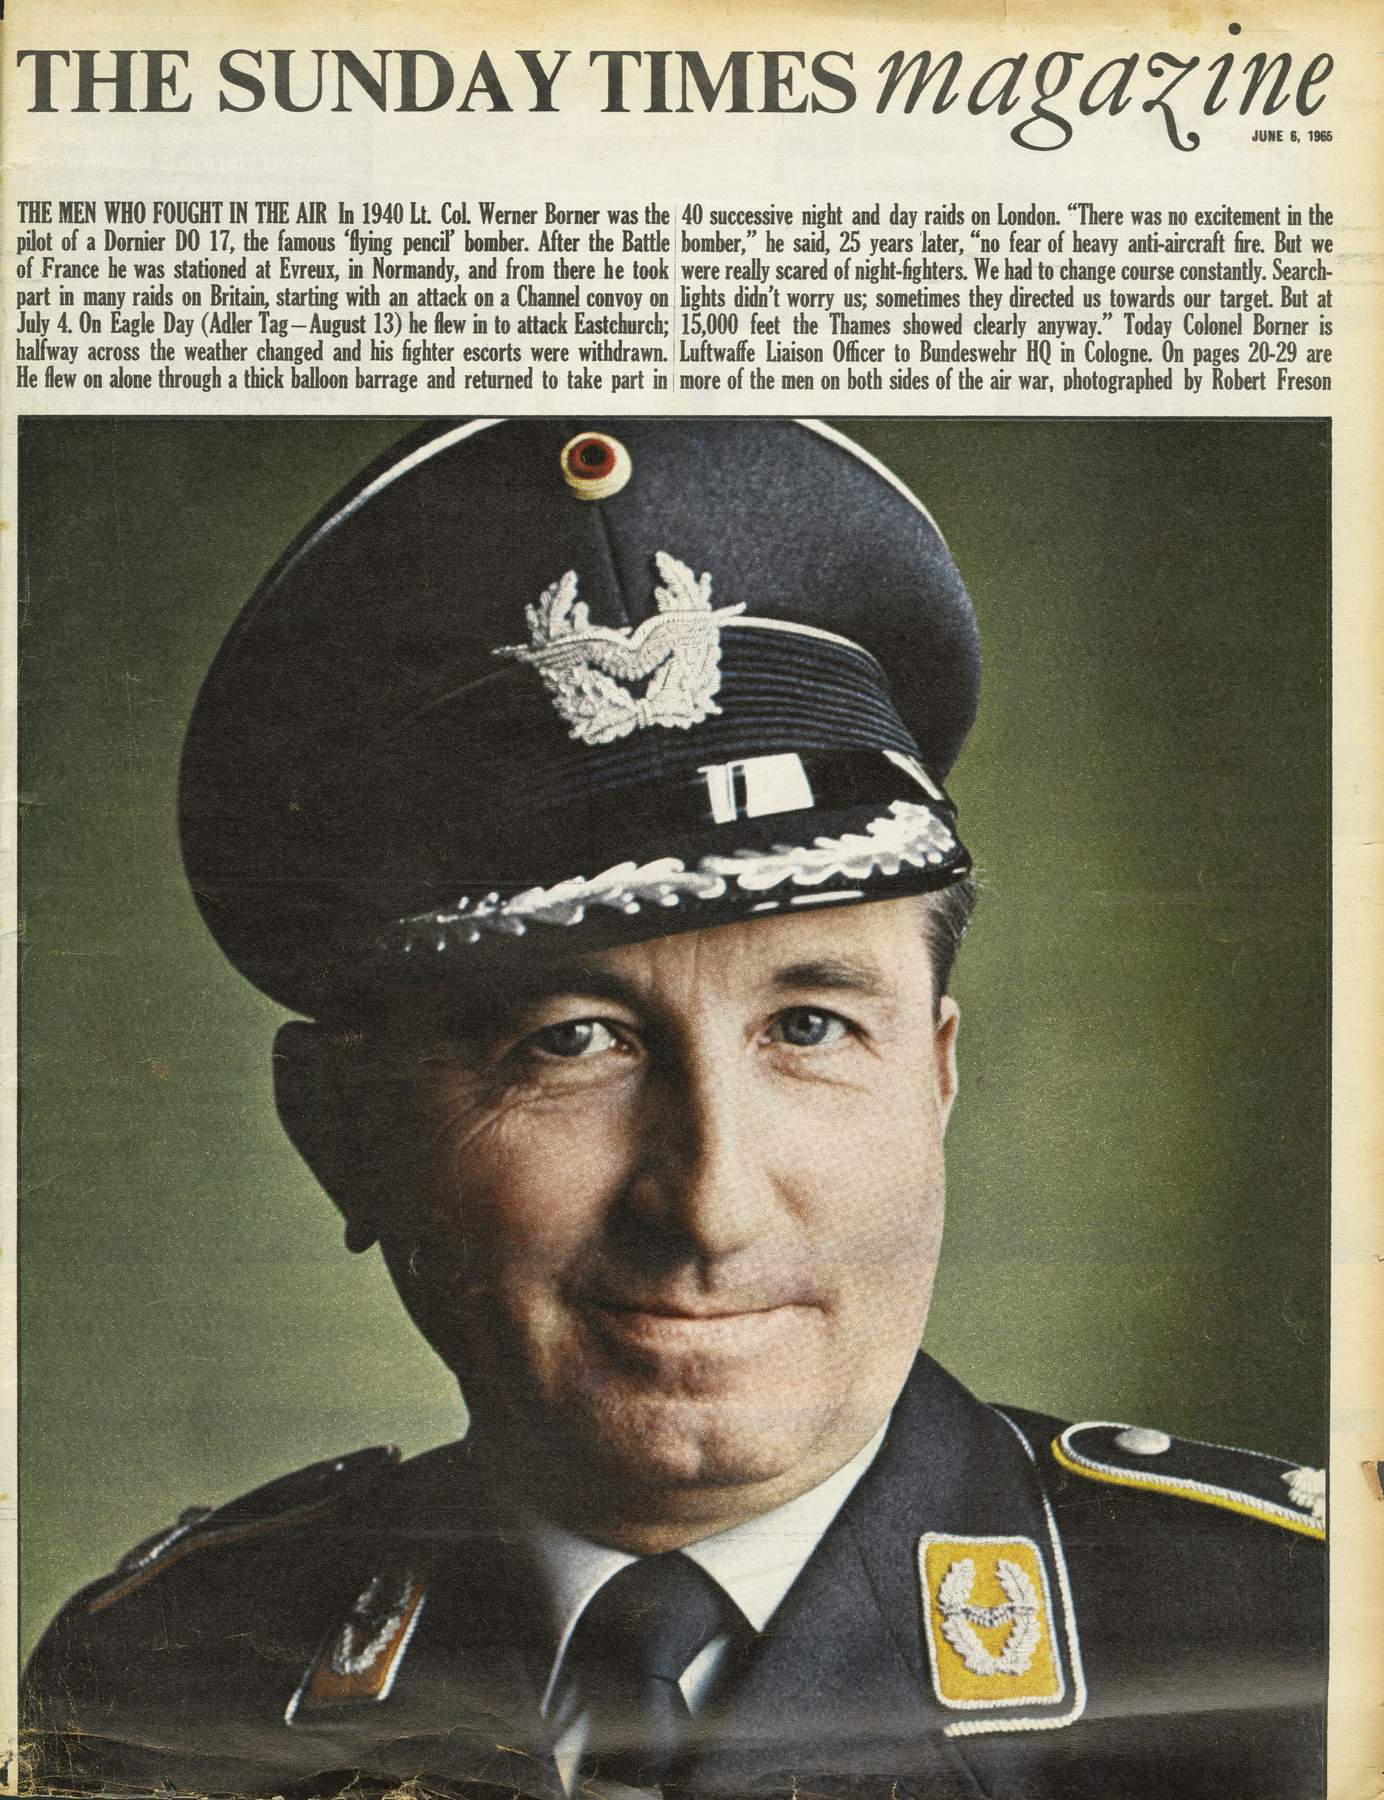 THE SUNDAY TIMES magazine
JUNE 6, 1965
THE MEN WHO FOUGHT IN THE AIR In 1940 Lt. Col. Werner Borner was the
pilot of a Dornier DO 17, the famous ‘flying pencil’ bomber. After the Battle
of France he was stationed at Evreux, in Normandy, and from there he took
part in many raids on Britain, starting with an attack on a Channel convoy on
July 4. On Eagle Day (Adler Tag—August 13) he flew in to attack Eastchurch;
halfway across the weather changed and his fighter escorts were withdrawn.
He flew on alone through a thick balloon barrage and returned to take part in
40 successive night and day raids on London. “There was no excitement in the
bomber,” he said, 25 years later, “no fear of heavy anti-aircraft fire. But we
were really scared of night-fighters. We had to change course constantly. Search-
lights didn’t worry us; sometimes they directed us towards our target. But at
15,000 feet the Thames showed clearly anyway.” Today Colonel Borner is
Luftwaffe Liaison Officer to Bundeswehr HQ in Cologne. On pages 20-29 are
more of the men on both sides of the air war, photographed by Robert Freson